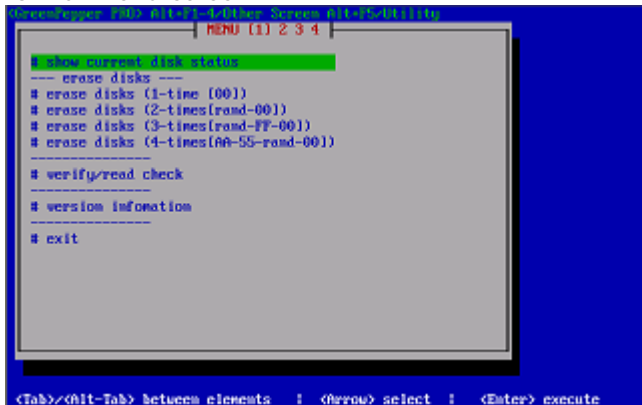 <GreenPepper PRO> Alt+F1-4/Other Screen Alt+F5/Utility
MENU (1) 2 3 4
# show current disk status
--- erase disks ---
# erase disks (1-time [00])
# erase disks (2-times[rand-00])
# erase disks (3-times[rand-FF-00])
# erase disks (4-times[AA-55-rand-00])
---------------
# verify/read check
---------------
# version infomation
---------------
# exit
<Tab>/<Alt-Tab> between elements | <Arrow> select | <Enter> execute